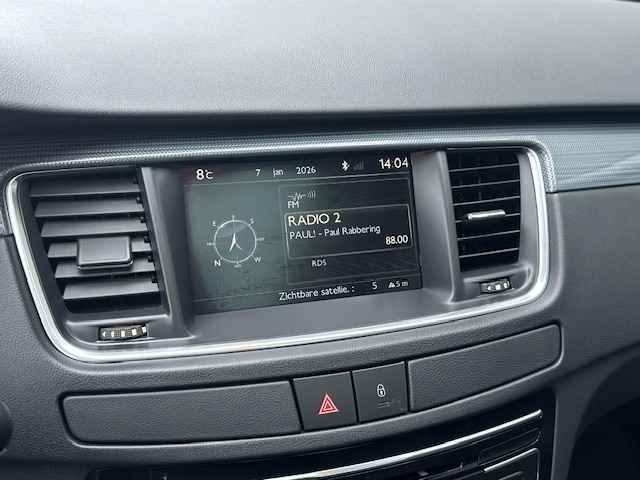 8°C 7 Jan 2026 14:04
FM
RADIO 2
PAUL! - Paul Rabbering
88.00
RDS
E S
N W
Zichtbare satellie. : 5 5 m